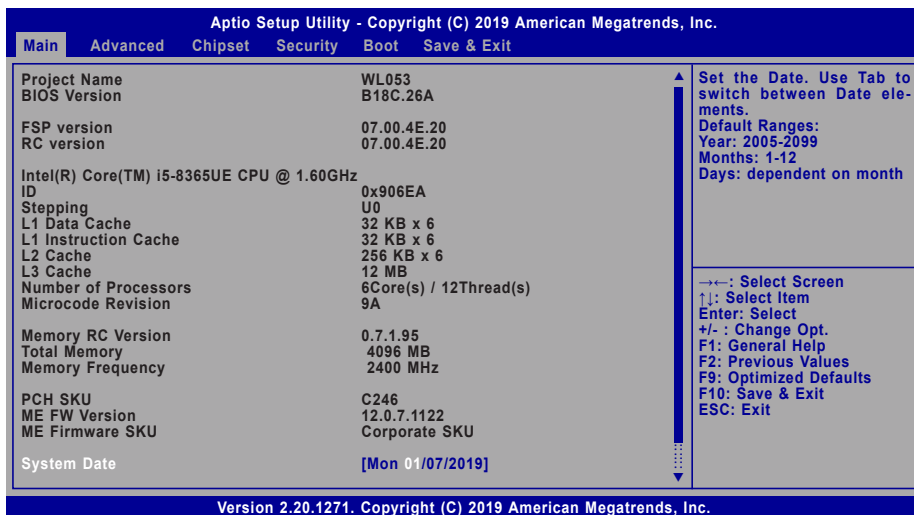 Aptio Setup Utility - Copyright (C) 2019 American Megatrends, Inc.
Main Advanced Chipset Security Boot Save & Exit
Project Name WL053
BIOS Version B18C.26A
FSP version 07.00.4E.20
RC version 07.00.4E.20
Intel(R) Core(TM) i5-8365UE CPU @ 1.60GHz
ID 0x906EA
Stepping U0
L1 Data Cache 32 KB x 6
L1 Instruction Cache 32 KB x 6
L2 Cache 256 KB x 6
L3 Cache 12 MB
Number of Processors 6Core(s) / 12Thread(s)
Microcode Revision 9A
Memory RC Version 0.7.1.95
Total Memory 4096 MB
Memory Frequency 2400 MHz
PCH SKU C246
ME FW Version 12.0.7.1122
ME Firmware SKU Corporate SKU
System Date [Mon 01/07/2019]
Set the Date. Use Tab to
switch between Date ele-
ments.
Default Ranges:
Year: 2005-2099
Months: 1-12
Days: dependent on month
→←: Select Screen
↑↓: Select Item
Enter: Select
+/- : Change Opt.
F1: General Help
F2: Previous Values
F9: Optimized Defaults
F10: Save & Exit
ESC: Exit
Version 2.20.1271. Copyright (C) 2019 American Megatrends, Inc.